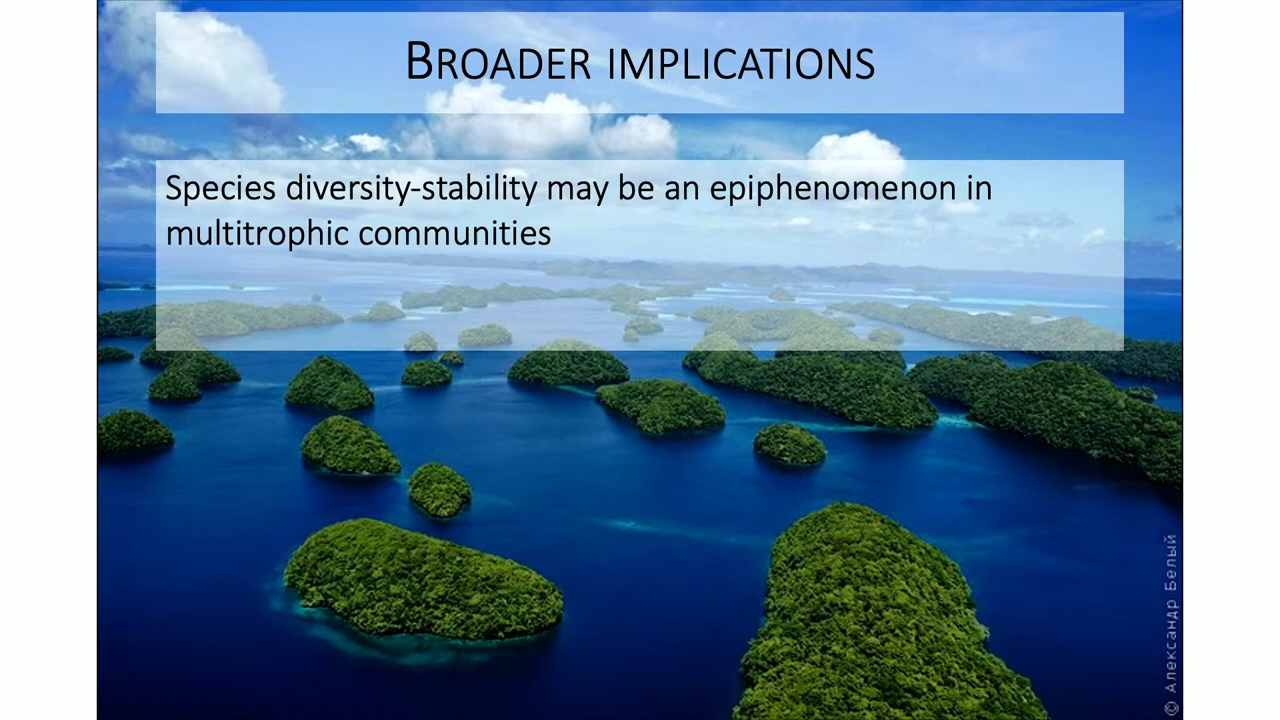 BROADER IMPLICATIONS
Species diversity-stability may be an epiphenomenon in
multitrophic communities
© Александр Белый